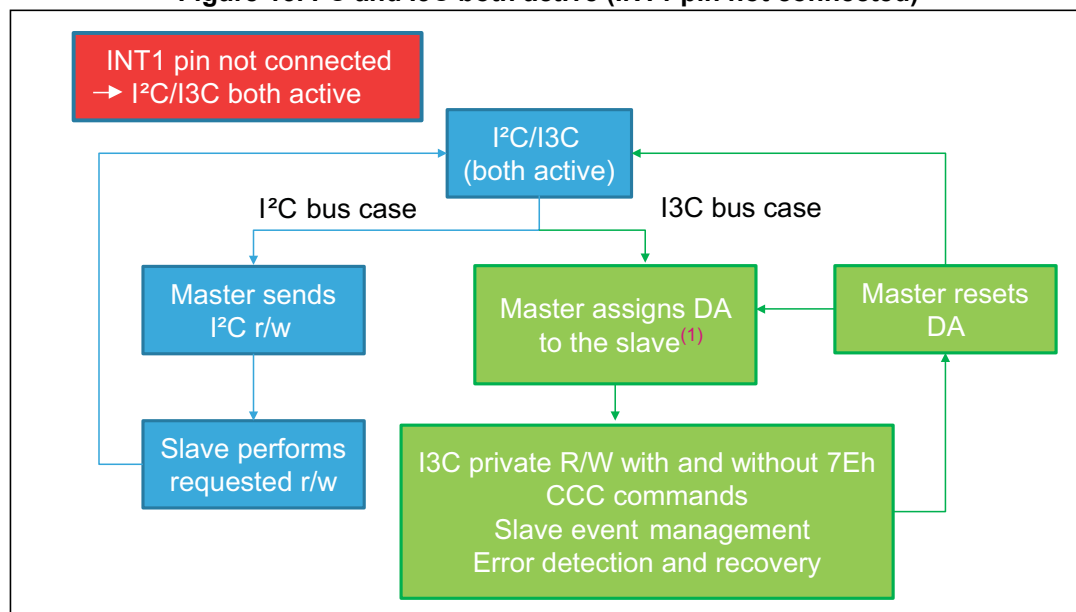 INT1 pin not connected
→ I²C/I3C both active
I²C/I3C
(both active)
I²C bus case
I3C bus case
Master sends
I²C r/w
Master assigns DA
to the slave(1)
Master resets
DA
Slave performs
requested r/w
I3C private R/W with and without 7Eh
CCC commands
Slave event management
Error detection and recovery